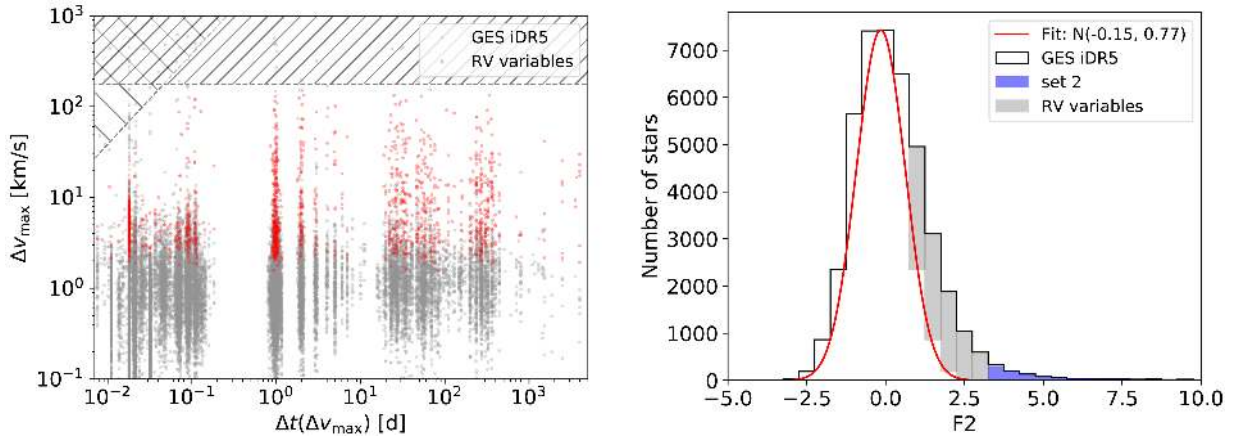 10³
10²
10¹
10⁰
10⁻¹
Δv_max [km/s]
10⁻² 10⁻¹ 10⁰ 10¹ 10² 10³
Δt(Δv_max) [d]
GES iDR5
RV variables
7000
6000
5000
4000
3000
2000
1000
0
Number of stars
−5.0 −2.5 0.0 2.5 5.0 7.5 10.0
F2
Fit: N(-0.15, 0.77)
GES iDR5
set 2
RV variables